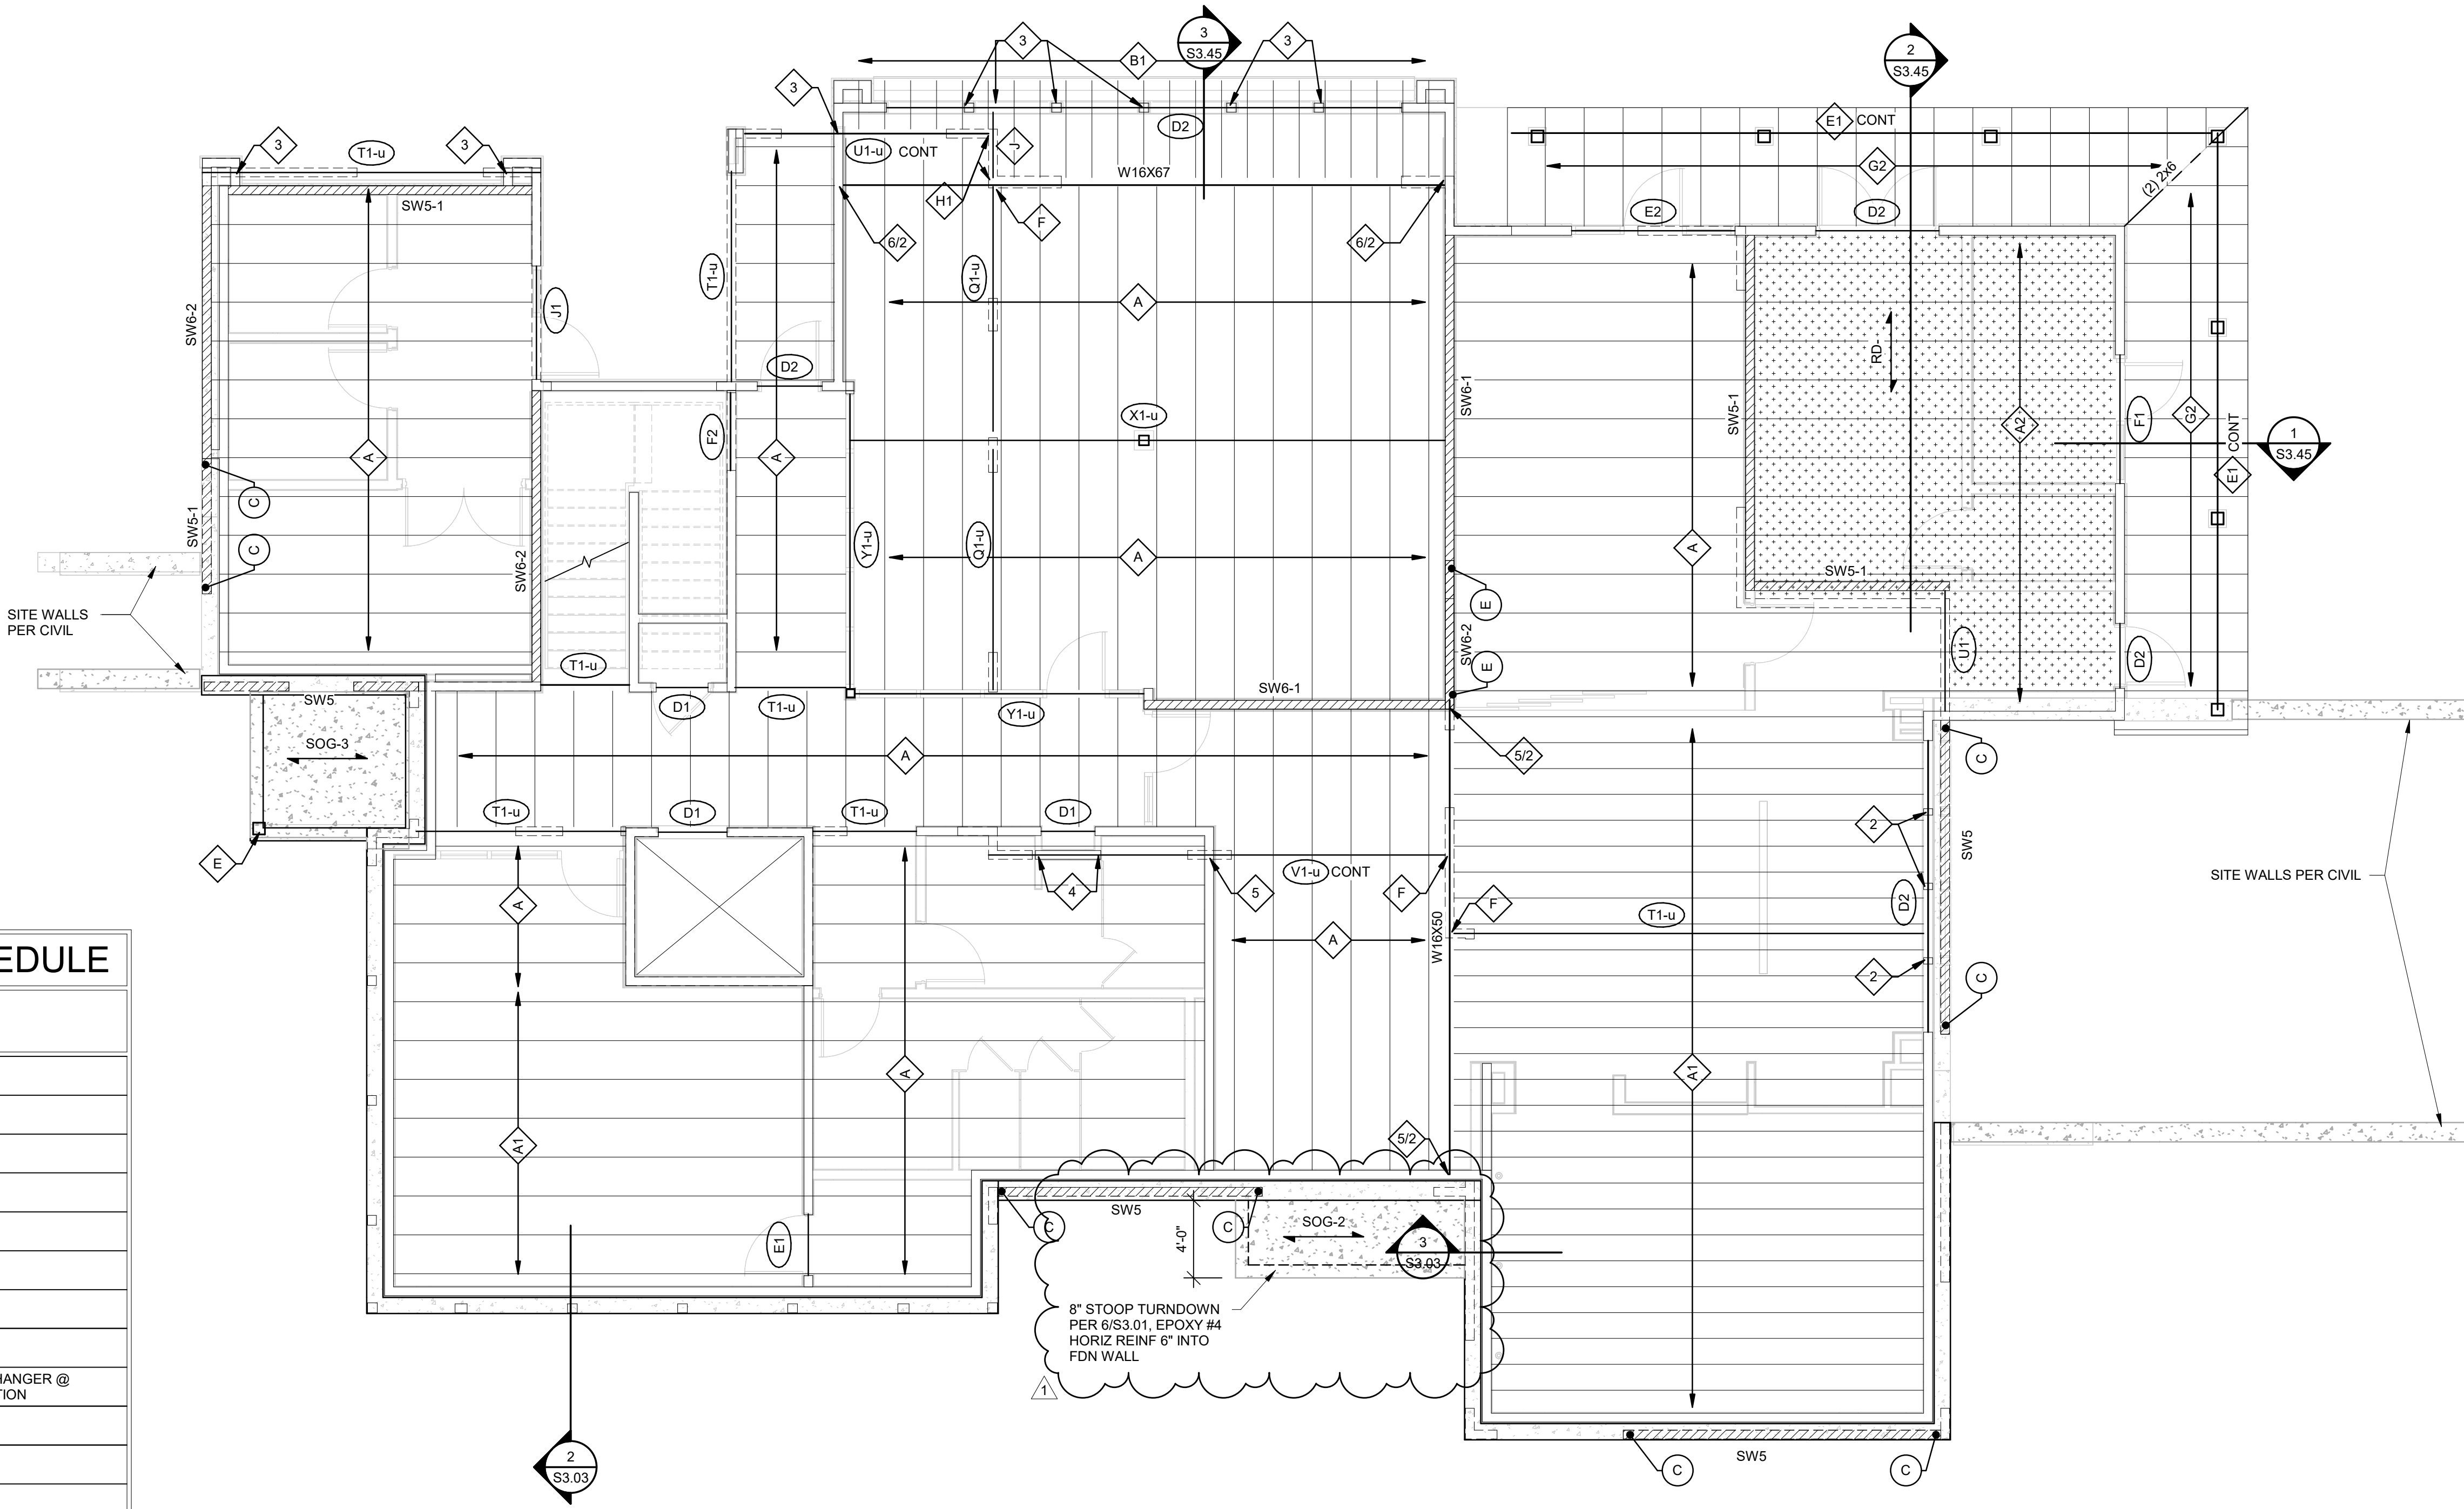 3
S3.45
2
S3.45
3
3
B1
3
3
T1-u
3
U1-u CONT
D2
J
E1 CONT
G2
W16X67
(2) 2x6
SW5-1
H1
F
E2
D2
6/2
6/2
T1-u
Q1-u
A
J1
SW6-2
RD-
D2
SW6-1
SW5-1
X1-u
A2
F1
G2
E1 CONT
1
S3.45
F2
A
A
C
SW5-1
C
SW6-2
Y1-u
Q1-u
A
A
SW5-1
E
SITE WALLS
PER CIVIL
SW6-2
E
U1
D2
T1-u
SW5
D1
T1-u
Y1-u
SW6-1
SOG-3
A
5/2
C
T1-u
D1
T1-u
D1
2
SW5
E
A
4
5
V1-u CONT
F
F
T1-u
D2
SITE WALLS PER CIVIL
A
W16X50
2
C
EDULE
A1
A
A1
5/2
SW5
C
C
SOG-2
4'-0"
3
S3.03
E1
8" STOOP TURNDOWN
PER 6/S3.01, EPOXY #4
HORIZ REINF 6" INTO
FDN WALL
1
HANGER @
TION
2
S3.03
C
SW5
C